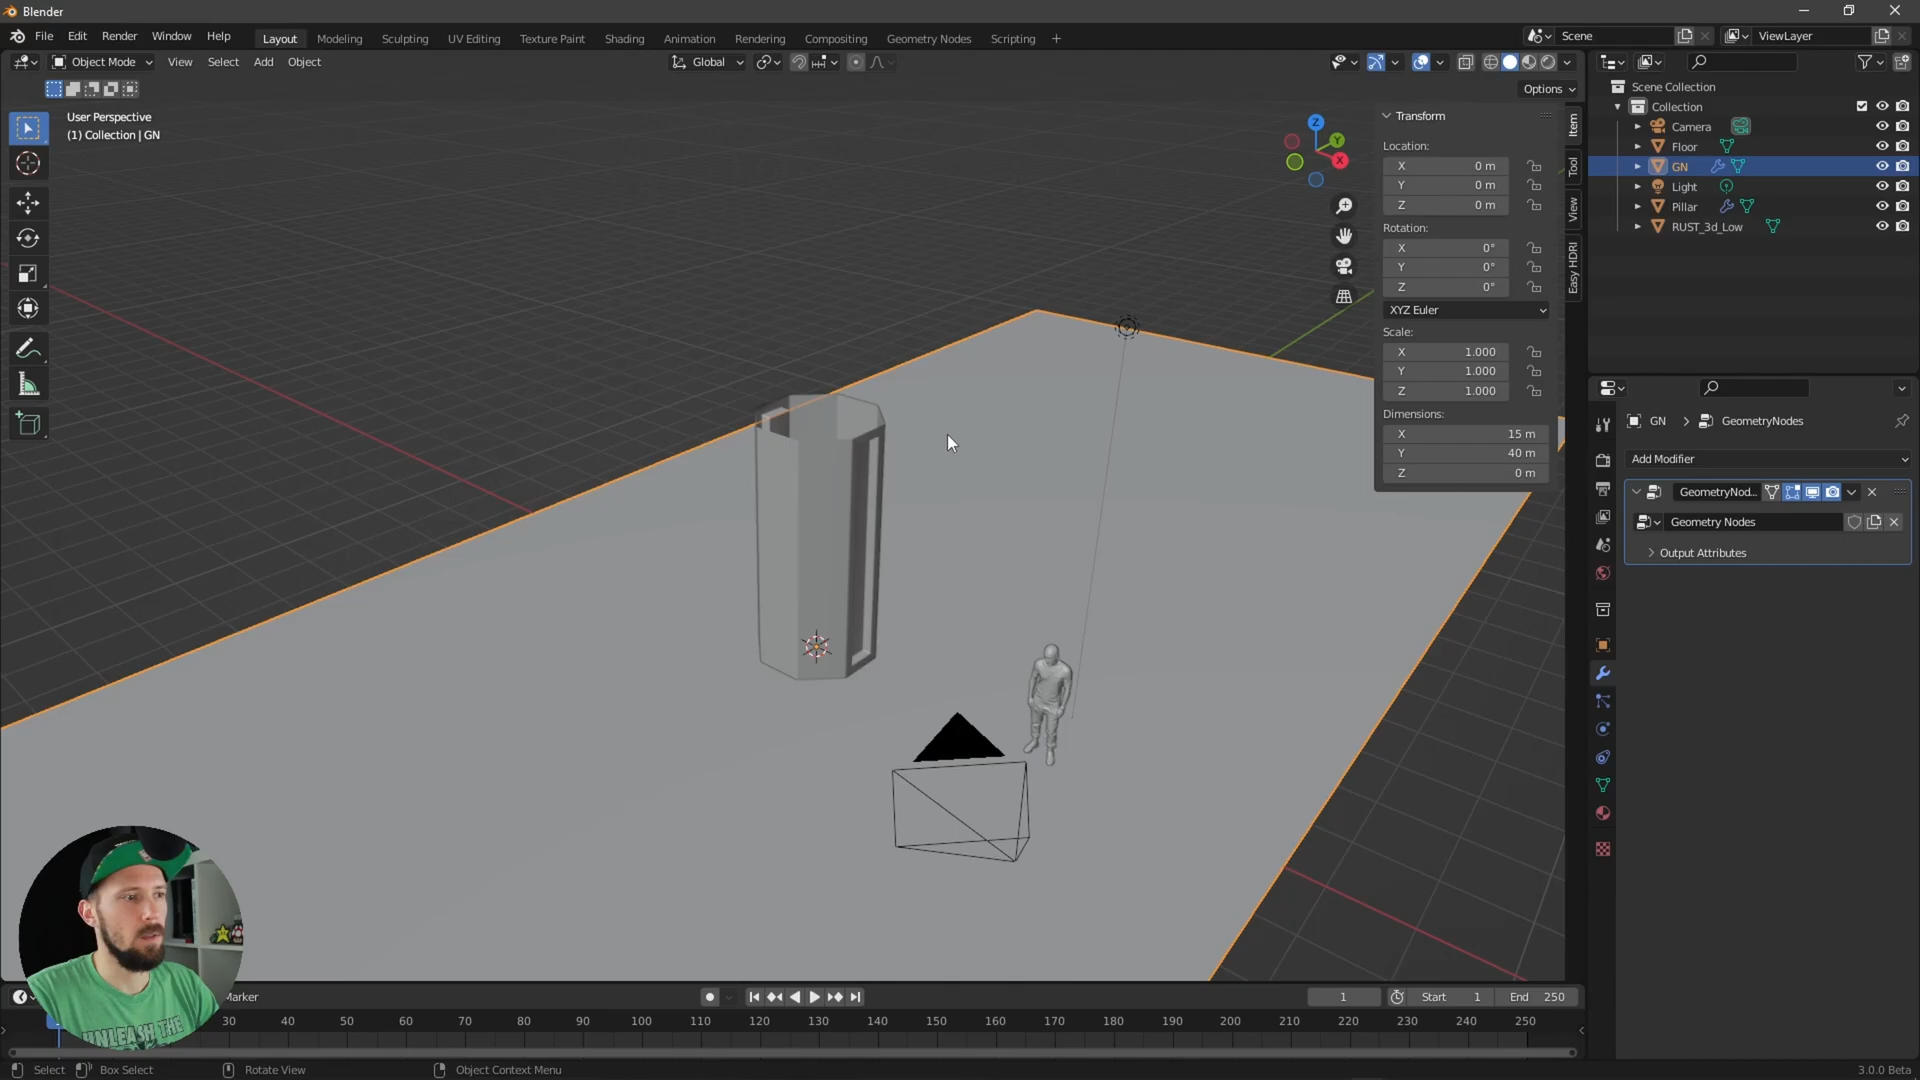 Blender
File Edit Render Window Help Layout Modeling Sculpting UV Editing Texture Paint Shading Animation Rendering Compositing Geometry Nodes Scripting + Scene ViewLayer
Object Mode View Select Add Object Global
Options
User Perspective
(1) Collection | GN
Z
Y
X
Transform
Location:
X 0 m
Y 0 m
Z 0 m
Rotation:
X 0°
Y 0°
Z 0°
XYZ Euler
Scale:
X 1.000
Y 1.000
Z 1.000
Dimensions:
X 15 m
Y 40 m
Z 0 m
Item
Tool
View
Easy HDRI
Scene Collection
Collection
Camera
Floor
GN
Light
Pillar
RUST_3d_Low
GN > GeometryNodes
Add Modifier
GeometryNod...
Geometry Nodes
Output Attributes
UNLEASH THE
Marker
1 Start 1 End 250
30 40 50 60 70 80 90 100 110 120 130 140 150 160 170 180 190 200 210 220 230 240 250
Select Box Select Rotate View Object Context Menu 3.0.0 Beta